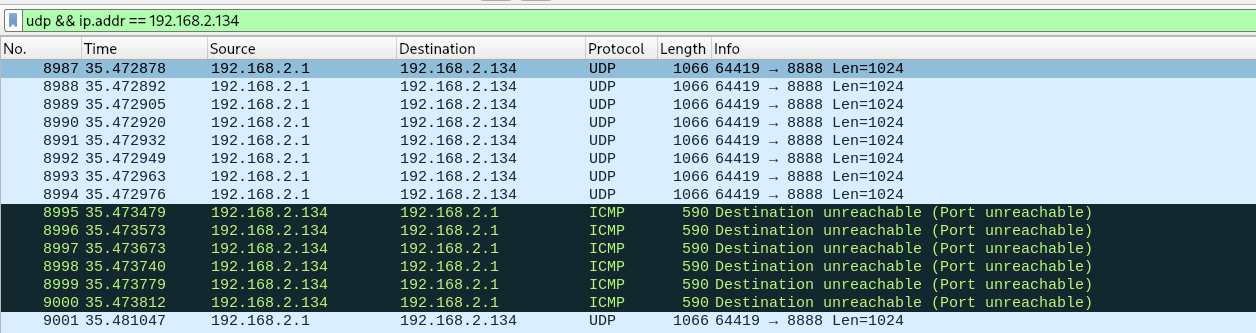 udp && ip.addr == 192.168.2.134
No. Time Source Destination Protocol Length Info
8987 35.472878 192.168.2.1 192.168.2.134 UDP 1066 64419 → 8888 Len=1024
8988 35.472892 192.168.2.1 192.168.2.134 UDP 1066 64419 → 8888 Len=1024
8989 35.472905 192.168.2.1 192.168.2.134 UDP 1066 64419 → 8888 Len=1024
8990 35.472920 192.168.2.1 192.168.2.134 UDP 1066 64419 → 8888 Len=1024
8991 35.472932 192.168.2.1 192.168.2.134 UDP 1066 64419 → 8888 Len=1024
8992 35.472949 192.168.2.1 192.168.2.134 UDP 1066 64419 → 8888 Len=1024
8993 35.472963 192.168.2.1 192.168.2.134 UDP 1066 64419 → 8888 Len=1024
8994 35.472976 192.168.2.1 192.168.2.134 UDP 1066 64419 → 8888 Len=1024
8995 35.473479 192.168.2.134 192.168.2.1 ICMP 590 Destination unreachable (Port unreachable)
8996 35.473573 192.168.2.134 192.168.2.1 ICMP 590 Destination unreachable (Port unreachable)
8997 35.473673 192.168.2.134 192.168.2.1 ICMP 590 Destination unreachable (Port unreachable)
8998 35.473740 192.168.2.134 192.168.2.1 ICMP 590 Destination unreachable (Port unreachable)
8999 35.473779 192.168.2.134 192.168.2.1 ICMP 590 Destination unreachable (Port unreachable)
9000 35.473812 192.168.2.134 192.168.2.1 ICMP 590 Destination unreachable (Port unreachable)
9001 35.481047 192.168.2.1 192.168.2.134 UDP 1066 64419 → 8888 Len=1024